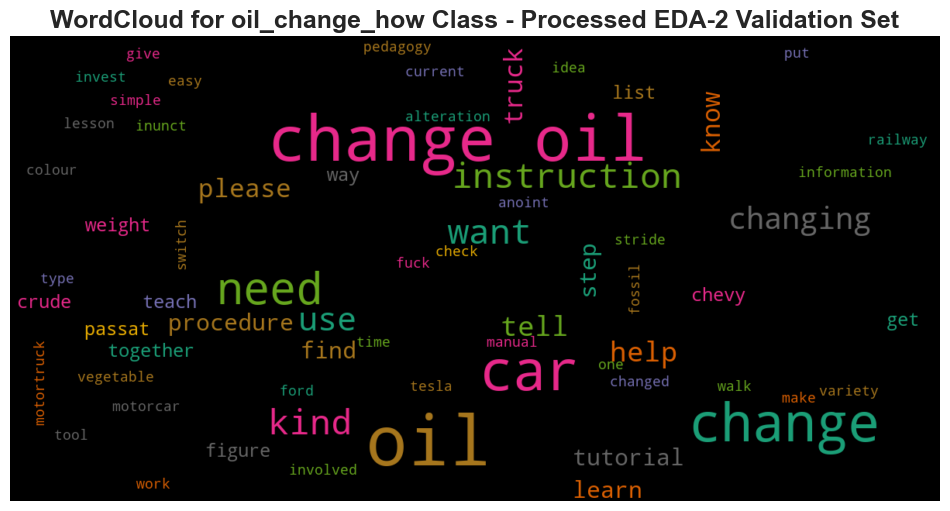 WordCloud for oil_change_how Class - Processed EDA-2 Validation Set
pedagogy
give
put
invest
current
idea
easy
truck
simple
list
know
lesson
inunct
alteration
change oil
railway
colour
way
instruction
information
please
anoint
weight
want
changing
switch
check
stride
step
fuck
type
need
fossil
crude
teach
chevy
passat
procedure
use
tell
get
together
find
time
manual
help
one
motortruck
vegetable
car
changed
ford
tesla
walk
variety
make
motorcar
kind
oil
change
tool
figure
tutorial
involved
work
learn